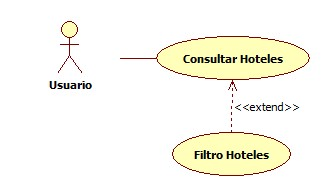 Consultar Hoteles
Usuario
<<extend>>
Filtro Hoteles